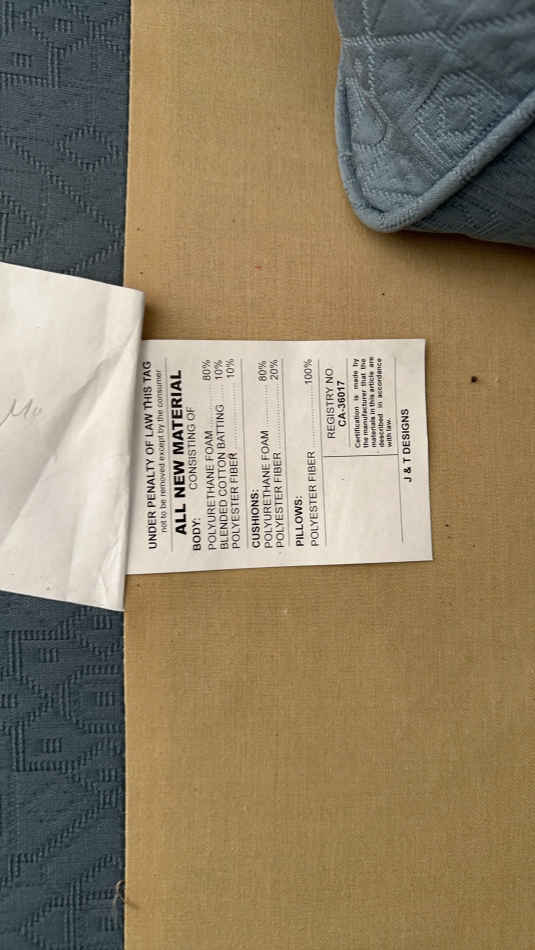 UNDER PENALTY OF LAW THIS TAG
not to be removed except by the consumer
ALL NEW MATERIAL
CONSISTING OF
BODY:
POLYURETHANE FOAM.......... 80%
BLENDED COTTON BATTING .... 10%
POLYESTER FIBER ............... 10%
CUSHIONS:
POLYURETHANE FOAM .......... 80%
POLYESTER FIBER ............... 20%
PILLOWS:
POLYESTER FIBER ............... 100%
REGISTRY NO.
CA-36017
Certification is made by
the manufacturer that the
materials in this article are
described in accordance
with law.
J & T DESIGNS